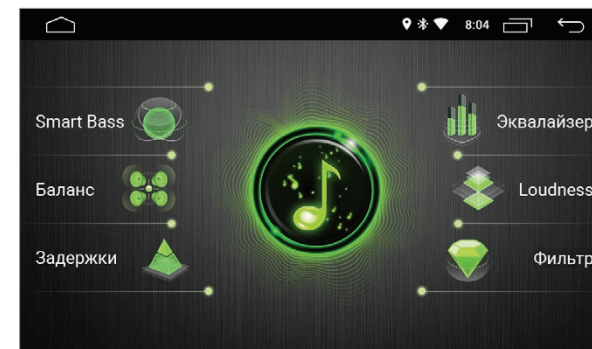 8:04
Smart Bass
Эквалайзер
Баланс
Loudness
Задержки
Фильтр